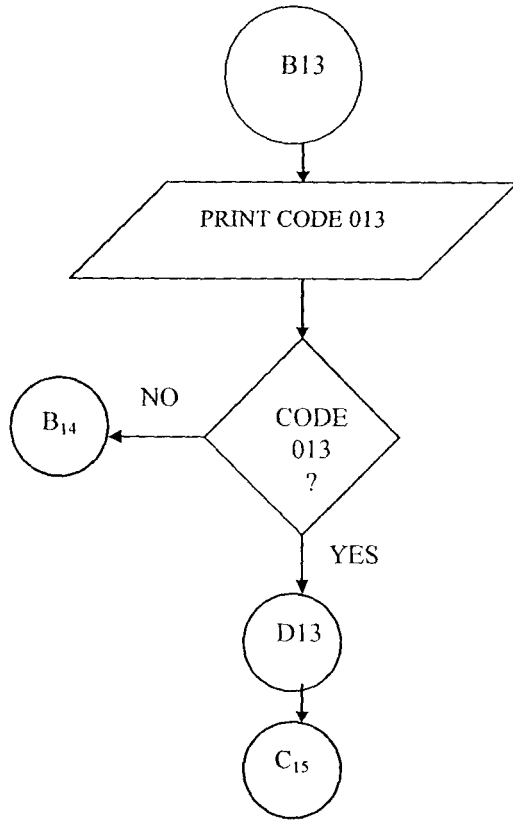 B13
PRINT CODE 013
NO
B₁₄
CODE
013
?
YES
D13
C₁₅